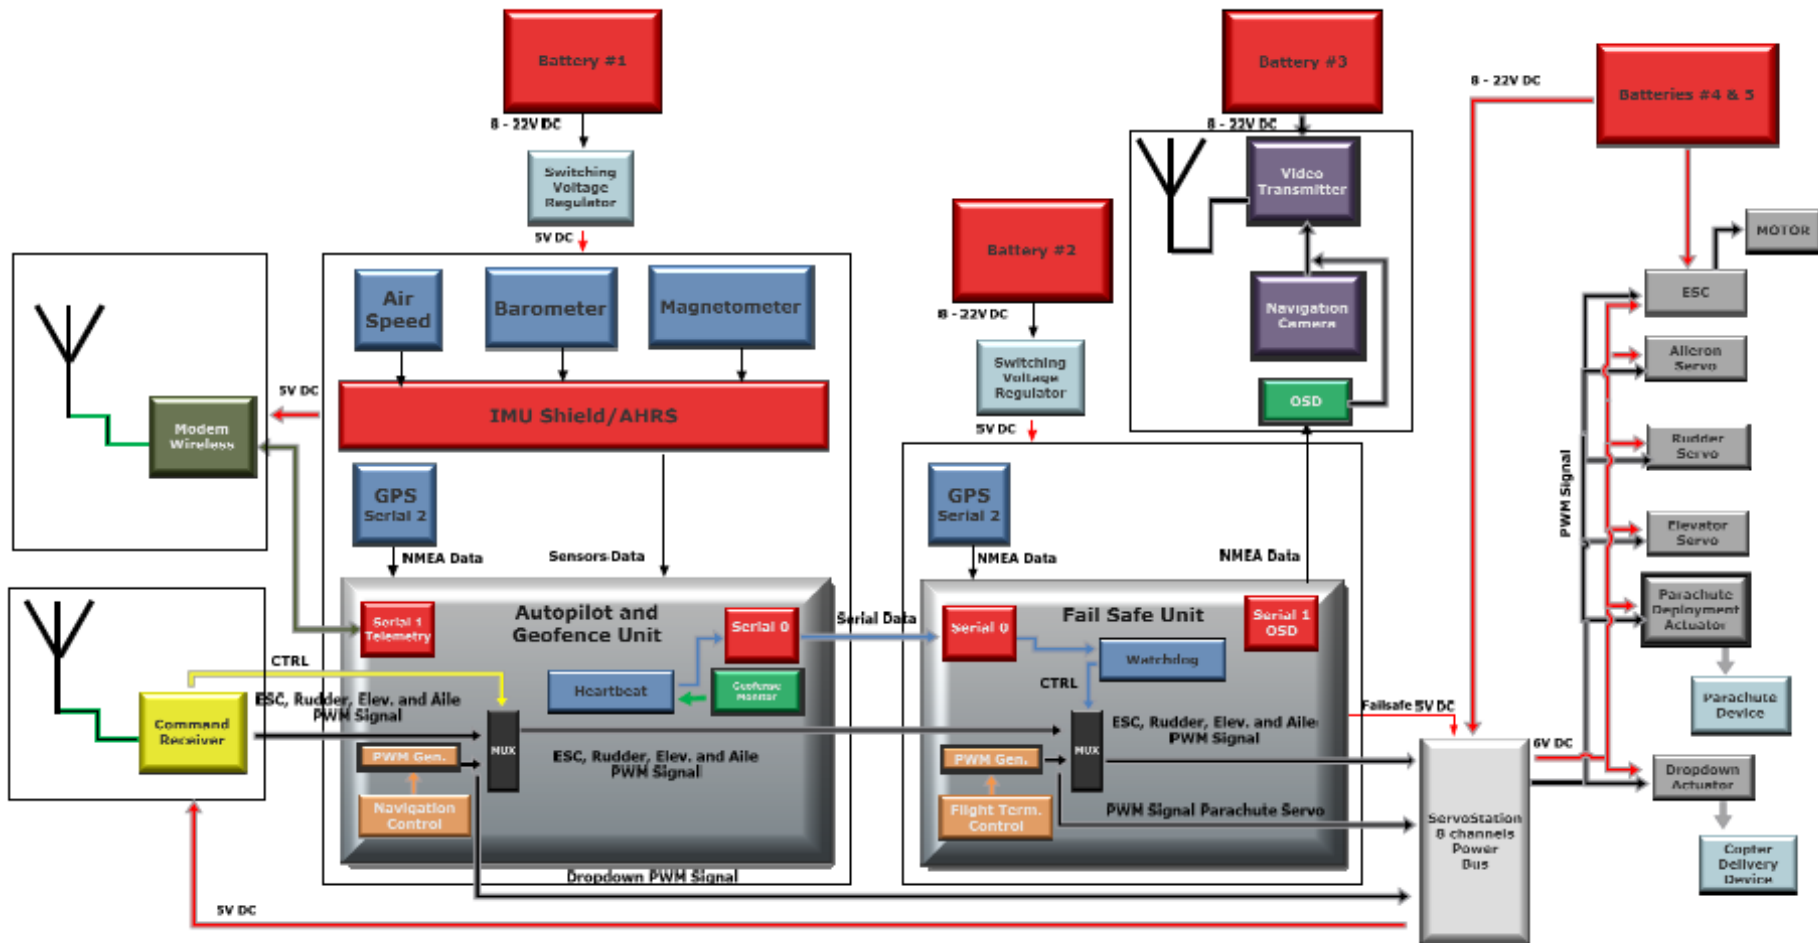 Battery #1
Battery #3
8 - 22V DC
Batteries #4 & 5
8 - 22V DC
8 - 22V DC
Switching
Voltage
Regulator
Video
Transmitter
5V DC
Battery #2
MOTOR
Air
Speed
Barometer
Magnetometer
ESC
Navigation
Camera
8 - 22V DC
Aileron
Servo
Switching
Voltage
Regulator
5V DC
IMU Shield/AHRS
OSD
Modem
Wireless
5V DC
Rudder
Servo
GPS
Serial 2
GPS
Serial 2
PWM Signal
Elevator
Servo
NMEA Data
Sensors Data
NMEA Data
NMEA Data
Autopilot and
Geofence Unit
Fail Safe Unit
Serial 1
Telemetry
Serial 0
Serial Data
Serial 0
Serial 1
OSD
Parachute
Deployment
Actuator
CTRL
Heartbeat
Geofense
Monitor
Watchdog
CTRL
Parachute
Device
ESC, Rudder, Elev. and Aile
PWM Signal
Failsafe 5V DC
Command
Receiver
MUX
ESC, Rudder, Elev. and Aile
PWM Signal
MUX
ESC, Rudder, Elev. and Aile
PWM Signal
6V DC
PWM Gen.
PWM Gen.
Dropdown
Actuator
Navigation
Control
Flight Term.
Control
PWM Signal Parachute Servo
ServoStation
8 channels
Power
Bus
Copter
Delivery
Device
Dropdown PWM Signal
5V DC